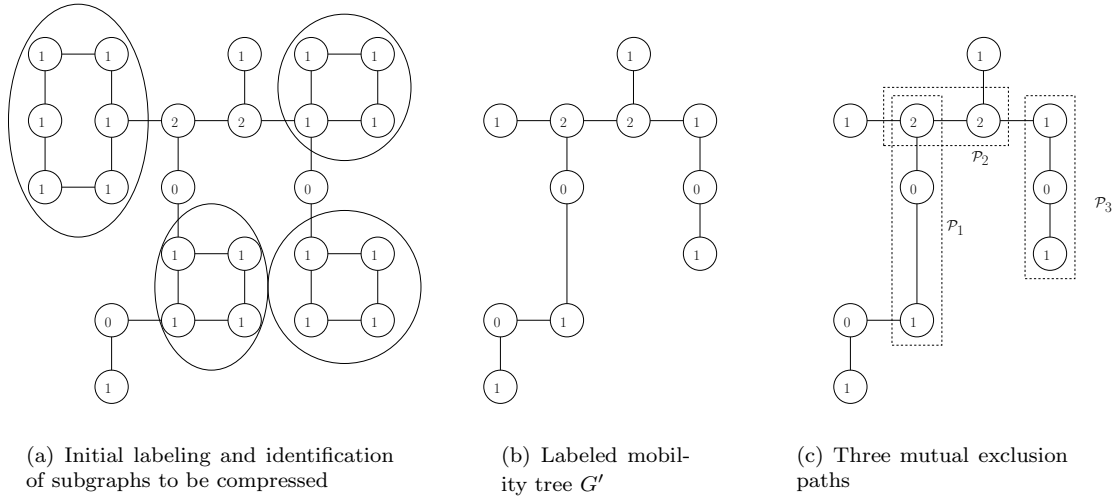 1 1 1 1 1
1 1 2 2 1 1
1 1 0 0
1 1 1 1
0 1 1 1 1
1
(a) Initial labeling and identification
of subgraphs to be compressed
1
1 2 2 1
0 0
1
0 1
1
(b) Labeled mobil-
ity tree G′
1
1 2 2 1
𝒫2
0 0
𝒫3
𝒫1
1
0 1
1
(c) Three mutual exclusion
paths